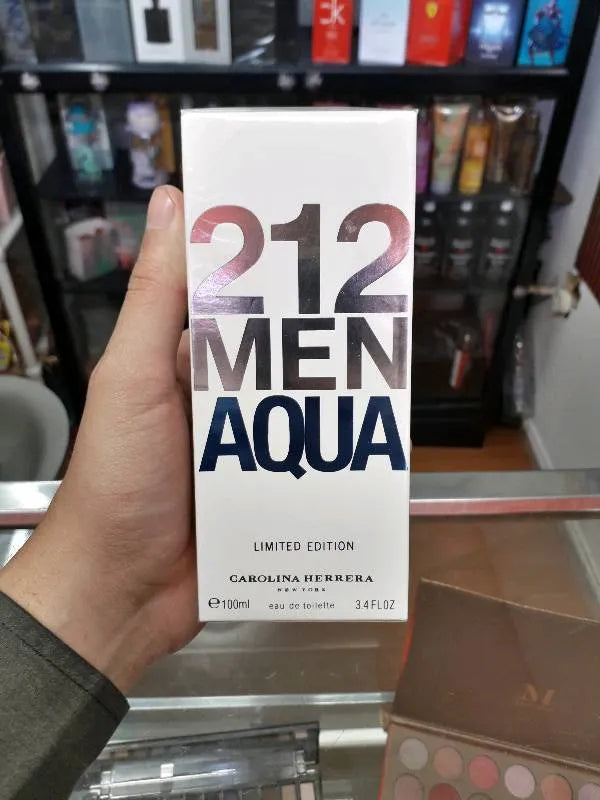 212
MEN
AQUA
LIMITED EDITION
CAROLINA HERRERA
NEW YORK
℮100ml eau de toilette 3.4 FL OZ
M